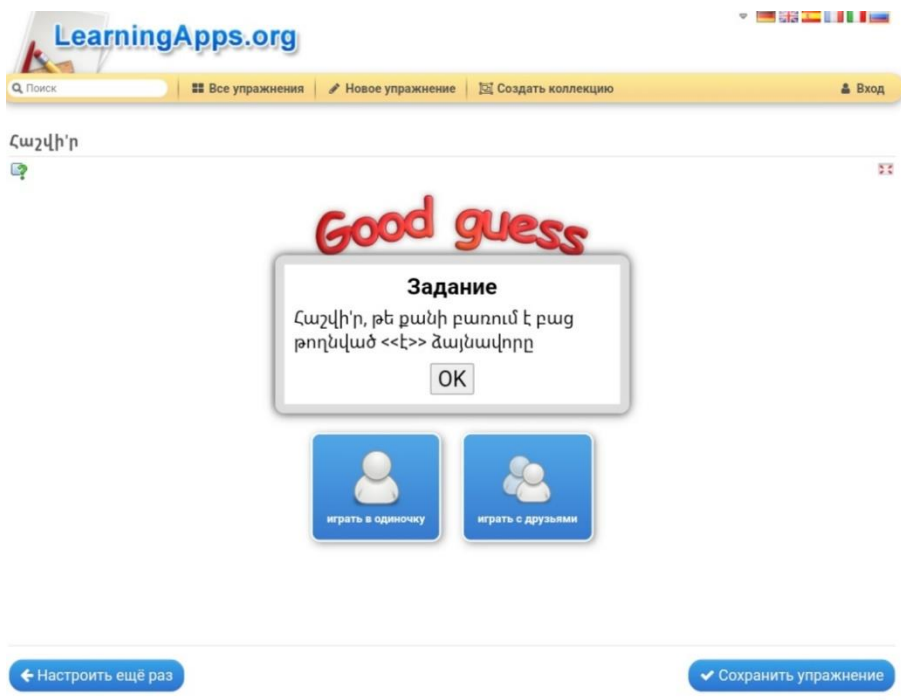 LearningApps.org
Поиск
Все упражнения
Новое упражнение
Создать коллекцию
Вход
Հաշվի'ր
Good guess
Задание
Հաշվի'ր, թե քանի բառում է բաց
թողնված <<է>> ձայնավորը
OK
играть в одиночку
играть с друзьями
Настроить ещё раз
Сохранить упражнение